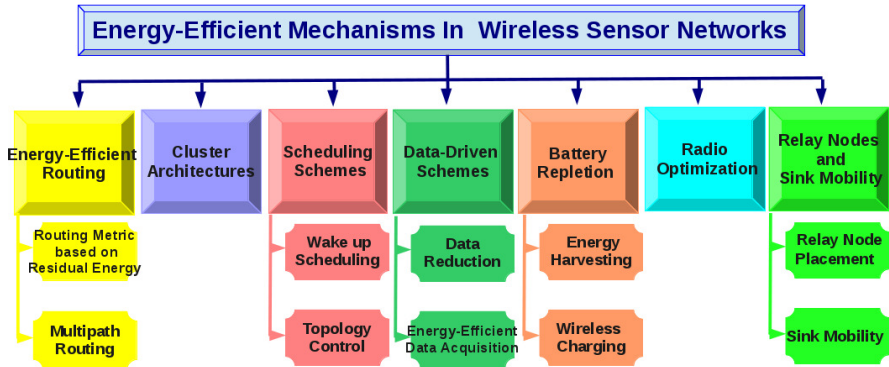 Energy-Efficient Mechanisms In Wireless Sensor Networks
Energy-Efficient
Routing
Cluster
Architectures
Scheduling
Schemes
Data-Driven
Schemes
Battery
Repletion
Radio
Optimization
Relay Nodes
and
Sink Mobility
Routing Metric
based on
Residual Energy
Wake up
Scheduling
Data
Reduction
Energy
Harvesting
Relay Node
Placement
Multipath
Routing
Topology
Control
Energy-Efficient
Data Acquisition
Wireless
Charging
Sink Mobility